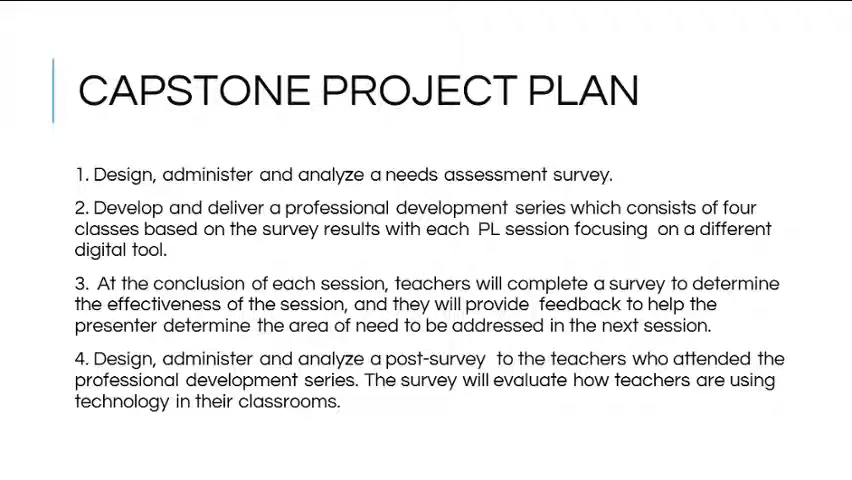 CAPSTONE PROJECT PLAN
1. Design, administer and analyze a needs assessment survey.
2. Develop and deliver a professional development series which consists of four
classes based on the survey results with each PL session focusing on a different
digital tool.
3. At the conclusion of each session, teachers will complete a survey to determine
the effectiveness of the session, and they will provide feedback to help the
presenter determine the area of need to be addressed in the next session.
4. Design, administer and analyze a post-survey to the teachers who attended the
professional development series. The survey will evaluate how teachers are using
technology in their classrooms.